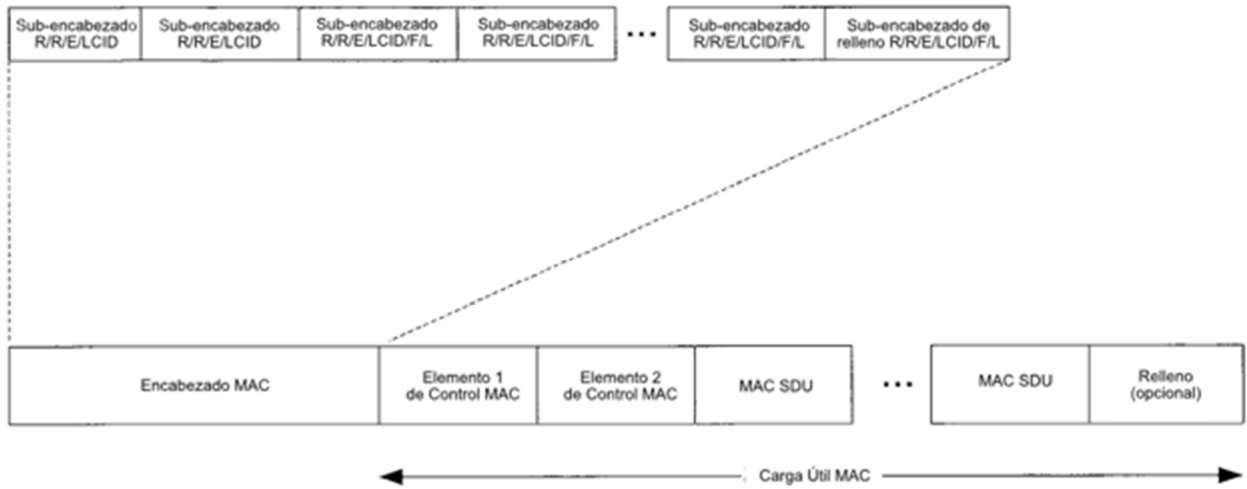 Sub-encabezado
R/R/E/LCID
Sub-encabezado
R/R/E/LCID
Sub-encabezado
R/R/E/LCID/F/L
Sub-encabezado
R/R/E/LCID/F/L
Sub-encabezado
R/R/E/LCID/F/L
Sub-encabezado de
relleno R/R/E/LCID/F/L
Encabezado MAC
Elemento 1
de Control MAC
Elemento 2
de Control MAC
MAC SDU
MAC SDU
Relleno
(opcional)
Carga Útil MAC